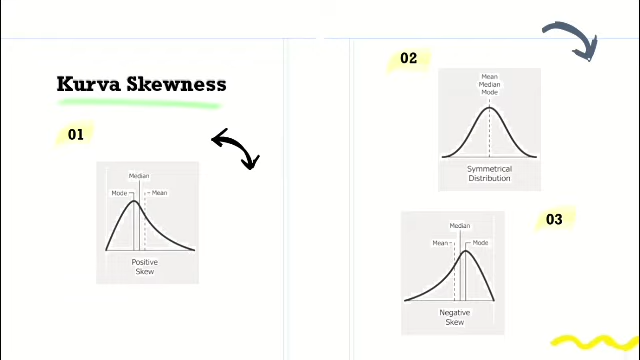 Kurva Skewness
01
Median
Mode
Mean
Positive
Skew
02
Mean
Median
Mode
Symmetrical
Distribution
03
Median
Mean
Mode
Negative
Skew